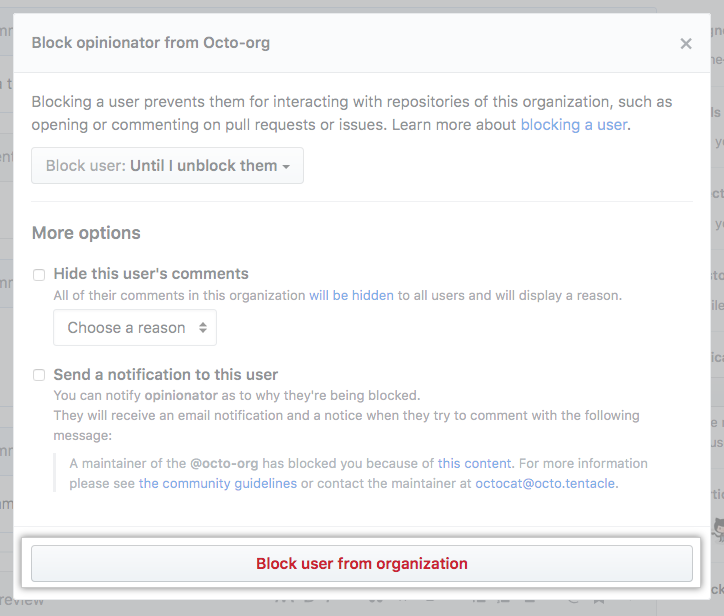 Block opinionator from Octo-org
Blocking a user prevents them for interacting with repositories of this organization, such as
opening or commenting on pull requests or issues. Learn more about blocking a user.
Block user: Until I unblock them
More options
Hide this user's comments
All of their comments in this organization will be hidden to all users and will display a reason.
Choose a reason
Send a notification to this user
You can notify opinionator as to why they're being blocked.
They will receive an email notification and a notice when they try to comment with the following
message:
A maintainer of the @octo-org has blocked you because of this content. For more information
please see the community guidelines or contact the maintainer at octocat@octo.tentacle.
Block user from organization